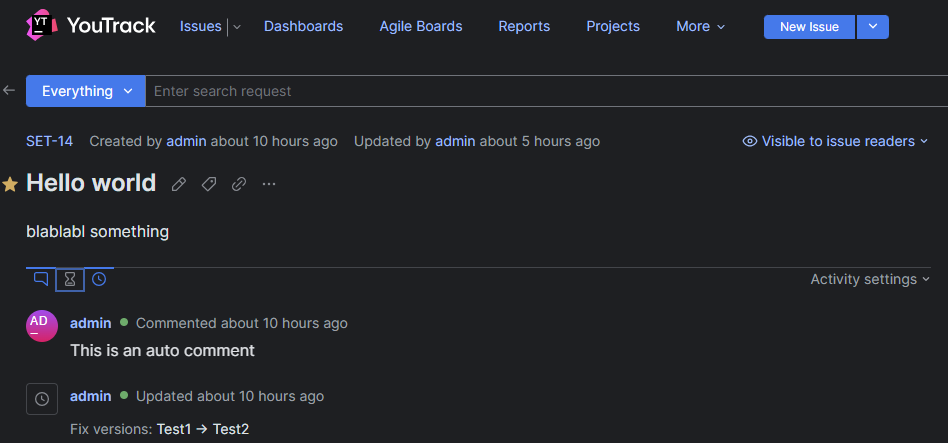 YT YouTrack Issues Dashboards Agile Boards Reports Projects More New Issue
Everything Enter search request
SET-14 Created by admin about 10 hours ago Updated by admin about 5 hours ago Visible to issue readers
Hello world
blablabl something
Activity settings
AD admin Commented about 10 hours ago
This is an auto comment
admin Updated about 10 hours ago
Fix versions: Test1 → Test2